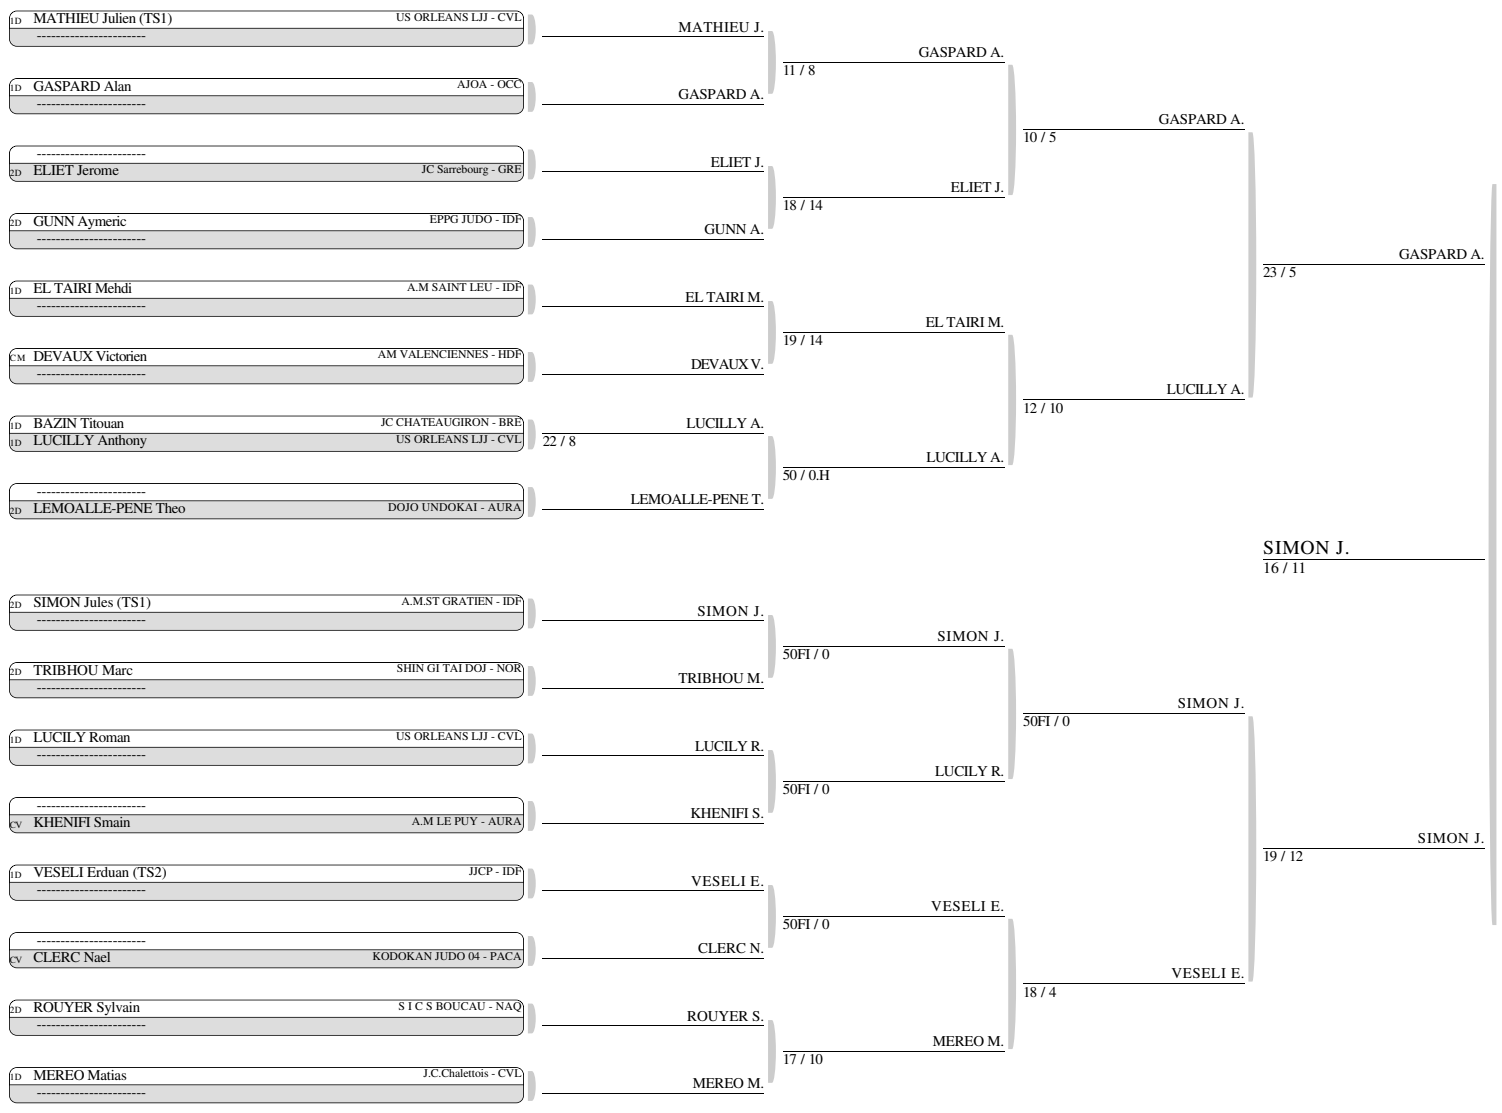 1D MATHIEU Julien (TS1) US ORLEANS LJJ - CVL
-----------------------
MATHIEU J.
GASPARD A.
11 / 8
1D GASPARD Alan AJOA - OCC
-----------------------
GASPARD A.
GASPARD A.
10 / 5
-----------------------
2D ELIET Jerome JC Sarrebourg - GRE
ELIET J.
ELIET J.
18 / 14
2D GUNN Aymeric EPPG JUDO - IDF
-----------------------
GUNN A.
GASPARD A.
23 / 5
1D EL TAIRI Mehdi A.M SAINT LEU - IDF
-----------------------
EL TAIRI M.
EL TAIRI M.
19 / 14
CM DEVAUX Victorien AM VALENCIENNES - HDF
-----------------------
DEVAUX V.
LUCILLY A.
12 / 10
1D BAZIN Titouan JC CHATEAUGIRON - BRE
1D LUCILLY Anthony US ORLEANS LJJ - CVL
LUCILLY A.
22 / 8
LUCILLY A.
50 / 0.H
-----------------------
2D LEMOALLE-PENE Theo DOJO UNDOKAI - AURA
LEMOALLE-PENE T.
SIMON J.
16 / 11
2D SIMON Jules (TS1) A.M.ST GRATIEN - IDF
-----------------------
SIMON J.
SIMON J.
50FI / 0
2D TRIBHOU Marc SHIN GI TAI DOJ - NOR
-----------------------
TRIBHOU M.
SIMON J.
50FI / 0
1D LUCILY Roman US ORLEANS LJJ - CVL
-----------------------
LUCILY R.
LUCILY R.
50FI / 0
-----------------------
CV KHENIFI Smain A.M LE PUY - AURA
KHENIFI S.
SIMON J.
19 / 12
1D VESELI Erduan (TS2) JJCP - IDF
-----------------------
VESELI E.
VESELI E.
50FI / 0
-----------------------
CV CLERC Nael KODOKAN JUDO 04 - PACA
CLERC N.
VESELI E.
18 / 4
2D ROUYER Sylvain S I C S BOUCAU - NAQ
-----------------------
ROUYER S.
MEREO M.
17 / 10
1D MEREO Matias J.C.Chalettois - CVL
-----------------------
MEREO M.